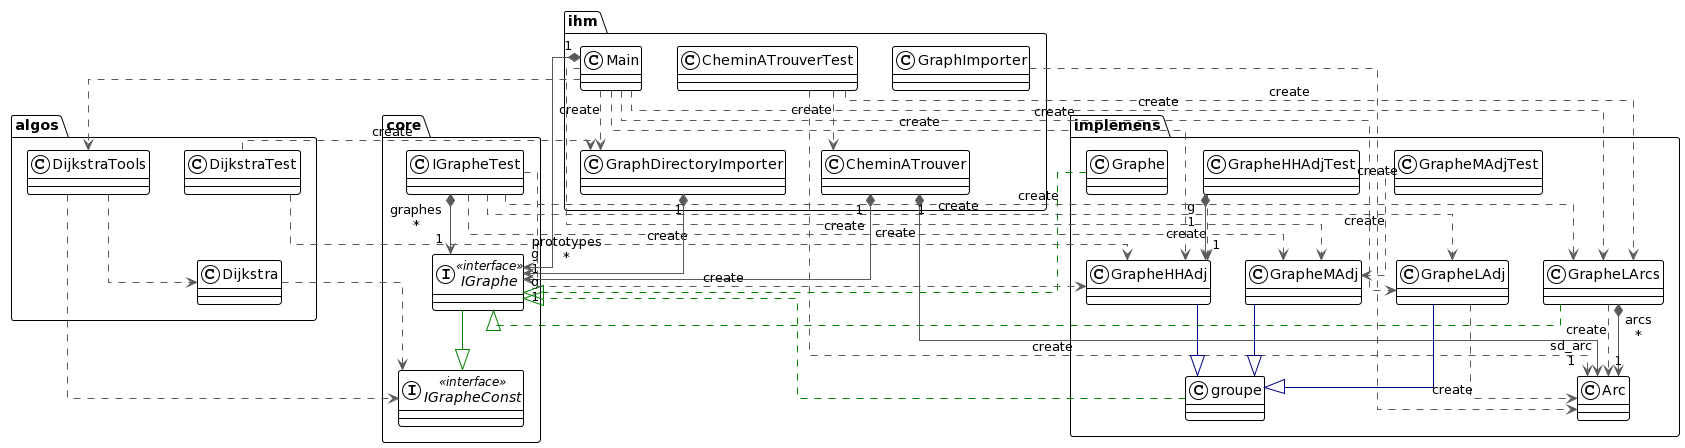 ihm
1
C Main
C CheminATrouverTest
C GraphImporter
create
create
create
create
create
create
algos
core
create
implemens
C DijkstraTools
C DijkstraTest
C IGrapheTest
C GraphDirectoryImporter
C CheminATrouver
C Graphe
C GrapheHHAdjTest
C GrapheMAdjTest
create
create
graphes
*
1
1
1
1
create
g
1
create
create
create
create
create
1
prototypes
*
g
1
g
1
create
C Dijkstra
I «interface»
IGraphe
C GrapheHHAdj
C GrapheMAdj
C GrapheLAdj
C GrapheLArcs
create
arcs
*
create
sd_arc
1
1
I «interface»
IGrapheConst
C groupe
create
C Arc